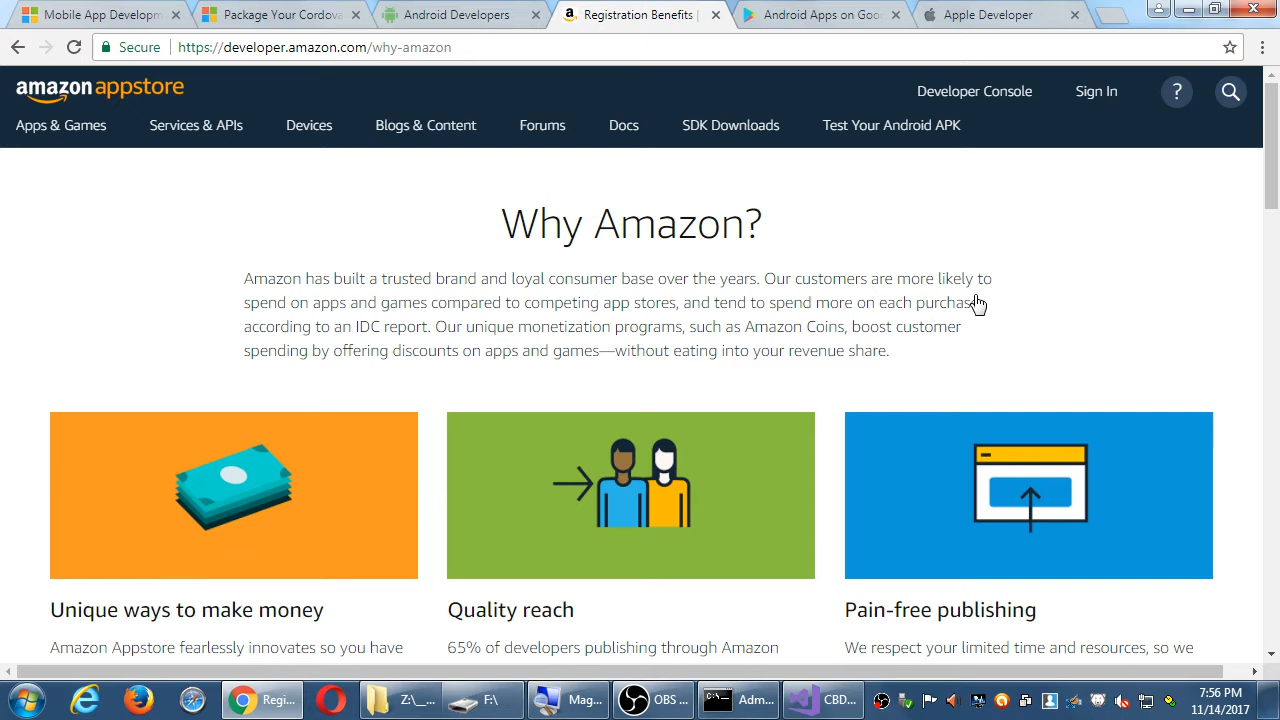 Mobile App Developm
Package Your Cordova
Android Developers
Registration Benefits |
Android Apps on Goo
Apple Developer
Secure
https://developer.amazon.com/why-amazon
amazon appstore
Developer Console
Sign In
?
Apps & Games
Services & APIs
Devices
Blogs & Content
Forums
Docs
SDK Downloads
Test Your Android APK
Why Amazon?
Amazon has built a trusted brand and loyal consumer base over the years. Our customers are more likely to
spend on apps and games compared to competing app stores, and tend to spend more on each purchase
according to an IDC report. Our unique monetization programs, such as Amazon Coins, boost customer
spending by offering discounts on apps and games—without eating into your revenue share.
Unique ways to make money
Quality reach
Pain-free publishing
Amazon Appstore fearlessly innovates so you have
65% of developers publishing through Amazon
We respect your limited time and resources, so we
Regi...
Z:\__...
F:\
Mag...
OBS ...
Adm...
CBD...
7:56 PM
11/14/2017